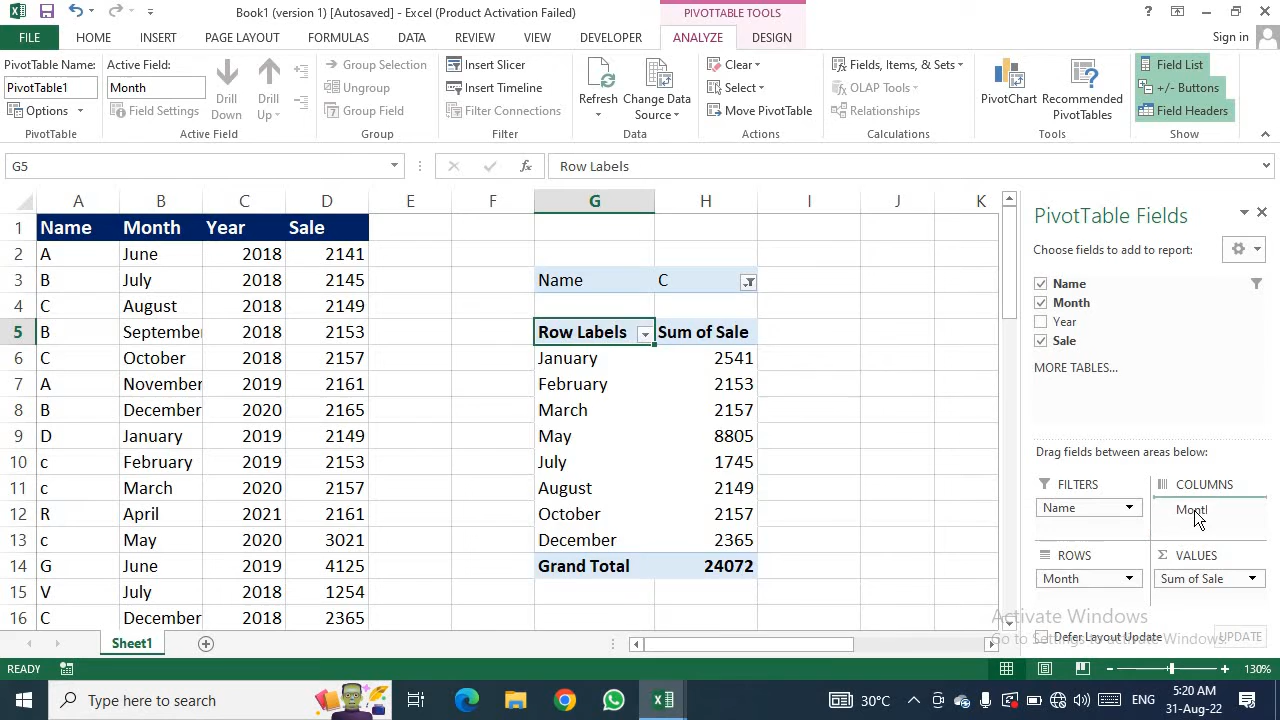 Book1 (version 1) [Autosaved] - Excel (Product Activation Failed)
PIVOTTABLE TOOLS
FILE HOME INSERT PAGE LAYOUT FORMULAS DATA REVIEW VIEW DEVELOPER ANALYZE DESIGN Sign in
PivotTable Name:
PivotTable1
Options
PivotTable
Active Field:
Month
Field Settings
Drill Down
Drill Up
Active Field
Group Selection
Ungroup
Group Field
Group
Insert Slicer
Insert Timeline
Filter Connections
Filter
Refresh
Change Data Source
Data
Clear
Select
Move PivotTable
Actions
Fields, Items, & Sets
OLAP Tools
Relationships
Calculations
PivotChart
Recommended PivotTables
Tools
Field List
+/- Buttons
Field Headers
Show
G5 fx Row Labels
A B C D E F G H I J K
1 Name Month Year Sale
2 A June 2018 2141
3 B July 2018 2145 Name C
4 C August 2018 2149
5 B September 2018 2153 Row Labels Sum of Sale
6 C October 2018 2157 January 2541
7 A November 2019 2161 February 2153
8 B December 2020 2165 March 2157
9 D January 2019 2149 May 8805
10 c February 2019 2153 July 1745
11 c March 2020 2157 August 2149
12 R April 2021 2161 October 2157
13 c May 2020 3021 December 2365
14 G June 2019 4125 Grand Total 24072
15 V July 2018 1254
16 C December 2018 2365
PivotTable Fields
Choose fields to add to report:
Name
Month
Year
Sale
MORE TABLES...
Drag fields between areas below:
FILTERS
Name
COLUMNS
Month
ROWS
Month
VALUES
Sum of Sale
Activate Windows
Go to Settings to activate Windows.
Defer Layout Update UPDATE
Sheet1
READY 130%
Type here to search
30°C
ENG
5:20 AM
31-Aug-22